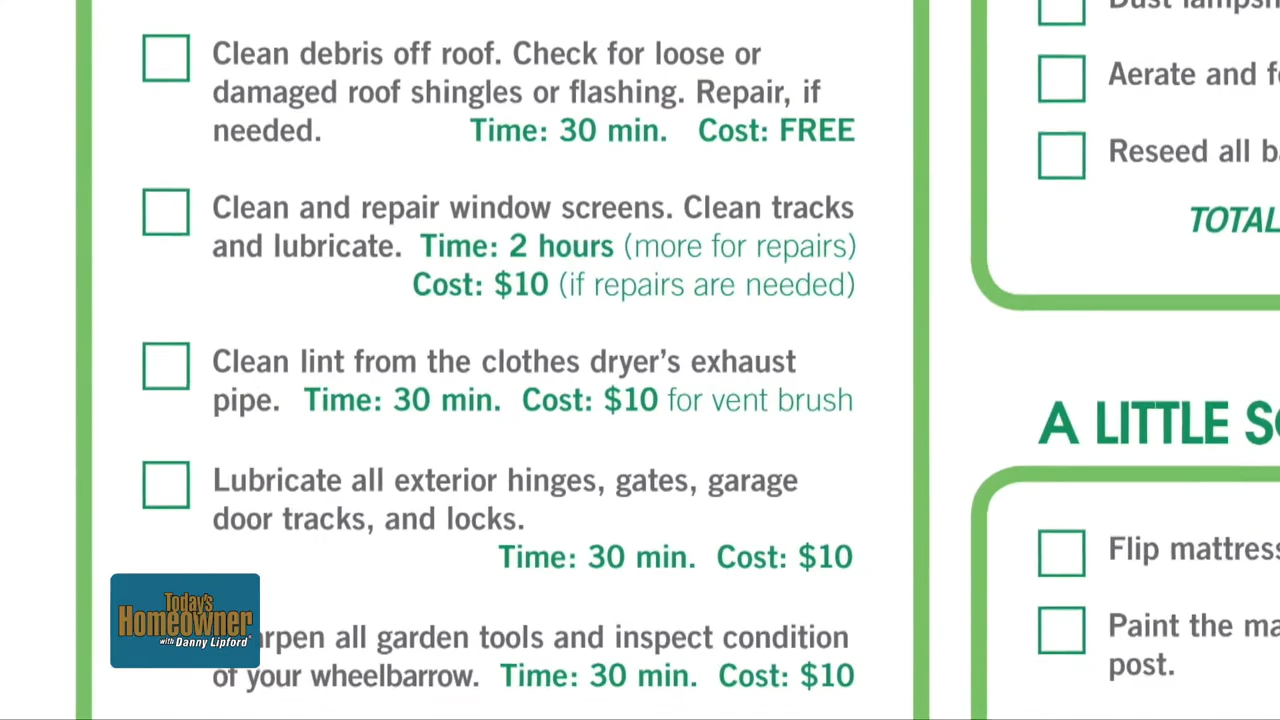 Clean debris off roof. Check for loose or
damaged roof shingles or flashing. Repair, if
needed. Time: 30 min. Cost: FREE
Clean and repair window screens. Clean tracks
and lubricate. Time: 2 hours (more for repairs)
Cost: $10 (if repairs are needed)
Clean lint from the clothes dryer's exhaust
pipe. Time: 30 min. Cost: $10 for vent brush
Lubricate all exterior hinges, gates, garage
door tracks, and locks.
Time: 30 min. Cost: $10
all garden tools and inspect condition
of your wheelbarrow. Time: 30 min. Cost: $10
Today's
Homeowner
with Danny Lipford
Aerate and
Reseed all
TOTAL
A LITTLE
Flip
Paint the
post.